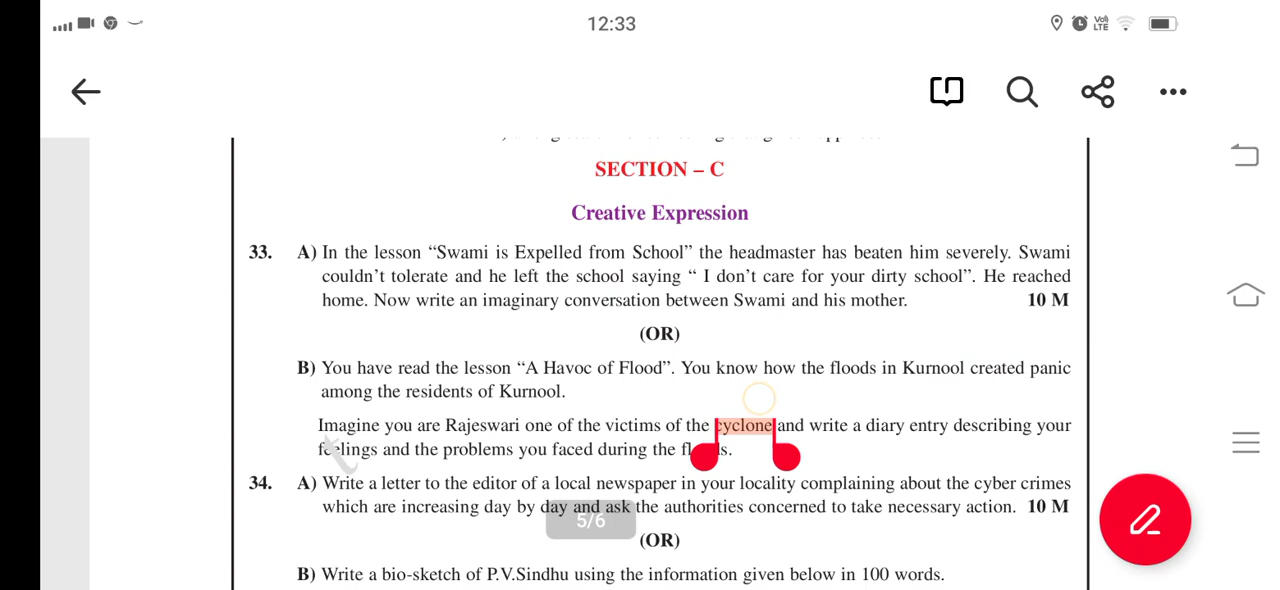 12:33
Vo) LTE
SECTION – C
Creative Expression
33. A) In the lesson “Swami is Expelled from School” the headmaster has beaten him severely. Swami
couldn’t tolerate and he left the school saying “ I don’t care for your dirty school”. He reached
home. Now write an imaginary conversation between Swami and his mother. 10 M
(OR)
B) You have read the lesson “A Havoc of Flood”. You know how the floods in Kurnool created panic
among the residents of Kurnool.
Imagine you are Rajeswari one of the victims of the cyclone and write a diary entry describing your
feelings and the problems you faced during the
34. A) Write a letter to the editor of a local newspaper in your locality complaining about the cyber crimes
which are increasing day by day and ask the authorities concerned to take necessary action. 10 M
5/6
(OR)
B) Write a bio-sketch of P.V.Sindhu using the information given below in 100 words.